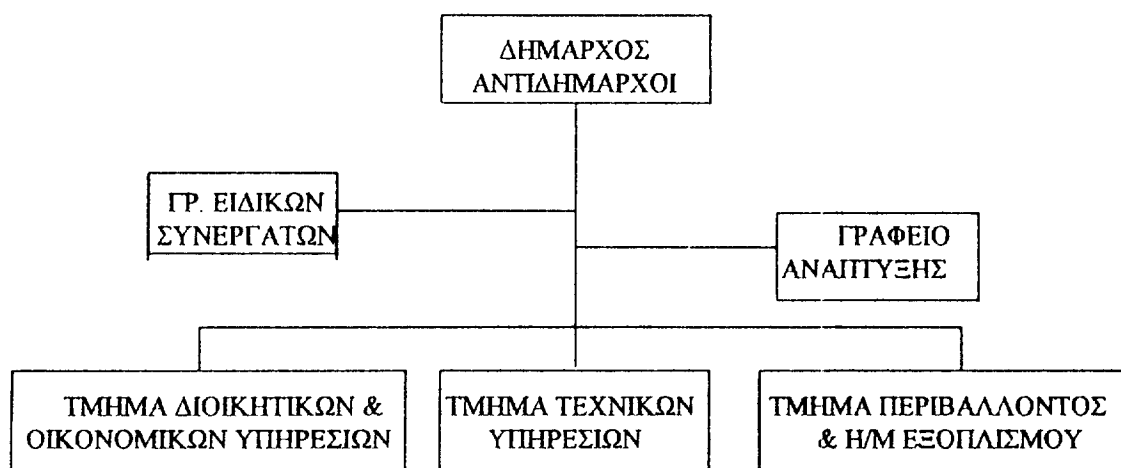 ΔΗΜΑΡΧΟΣ
ΑΝΤΙΔΗΜΑΡΧΟΙ
ΓΡ. ΕΙΔΙΚΩΝ
ΣΥΝΕΡΓΑΤΩΝ
ΓΡΑΦΕΙΟ
ΑΝΑΠΤΥΞΗΣ
ΤΜΗΜΑ ΔΙΟΙΚΗΤΙΚΩΝ &
ΟΙΚΟΝΟΜΙΚΩΝ ΥΠΗΡΕΣΙΩΝ
ΤΜΗΜΑ ΤΕΧΝΙΚΩΝ
ΥΠΗΡΕΣΙΩΝ
ΤΜΗΜΑ ΠΕΡΙΒΑΛΛΟΝΤΟΣ
& Η/Μ ΕΞΟΠΛΙΣΜΟΥ